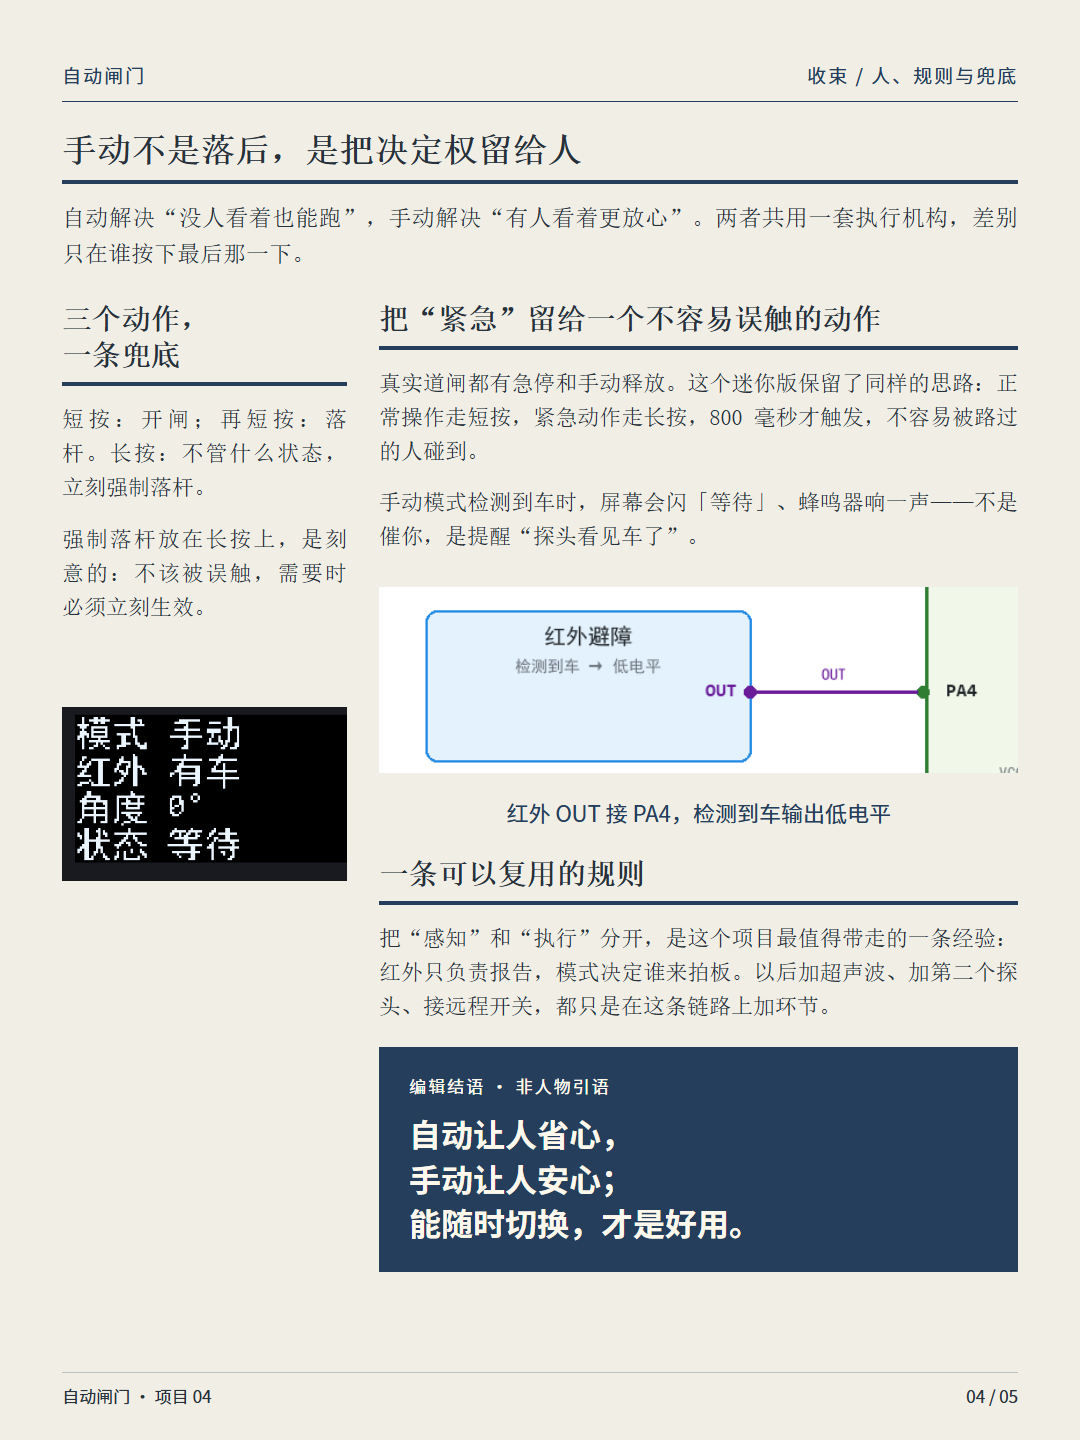 自动闸门
收束 / 人、规则与兜底
手动不是落后，是把决定权留给人
自动解决“没人看着也能跑”，手动解决“有人看着更放心”。两者共用一套执行机构，差别
只在谁按下最后那一下。
三个动作，
一条兜底
短按：开闸；再短按：落
杆。长按：不管什么状态，
立刻强制落杆。
强制落杆放在长按上，是刻
意的：不该被误触，需要时
必须立刻生效。
模式 手动
红外 有车
角度 0°
状态 等待
把“紧急”留给一个不容易误触的动作
真实道闸都有急停和手动释放。这个迷你版保留了同样的思路：正
常操作走短按，紧急动作走长按，800 毫秒才触发，不容易被路过
的人碰到。
手动模式检测到车时，屏幕会闪「等待」、蜂鸣器响一声——不是
催你，是提醒“探头看见车了”。
红外避障
检测到车 → 低电平
OUT
OUT
PA4
红外 OUT 接 PA4，检测到车输出低电平
一条可以复用的规则
把“感知”和“执行”分开，是这个项目最值得带走的一条经验：
红外只负责报告，模式决定谁来拍板。以后加超声波、加第二个探
头、接远程开关，都只是在这条链路上加环节。
编辑结语 · 非人物引语
自动让人省心，
手动让人安心；
能随时切换，才是好用。
自动闸门 · 项目 04
04 / 05